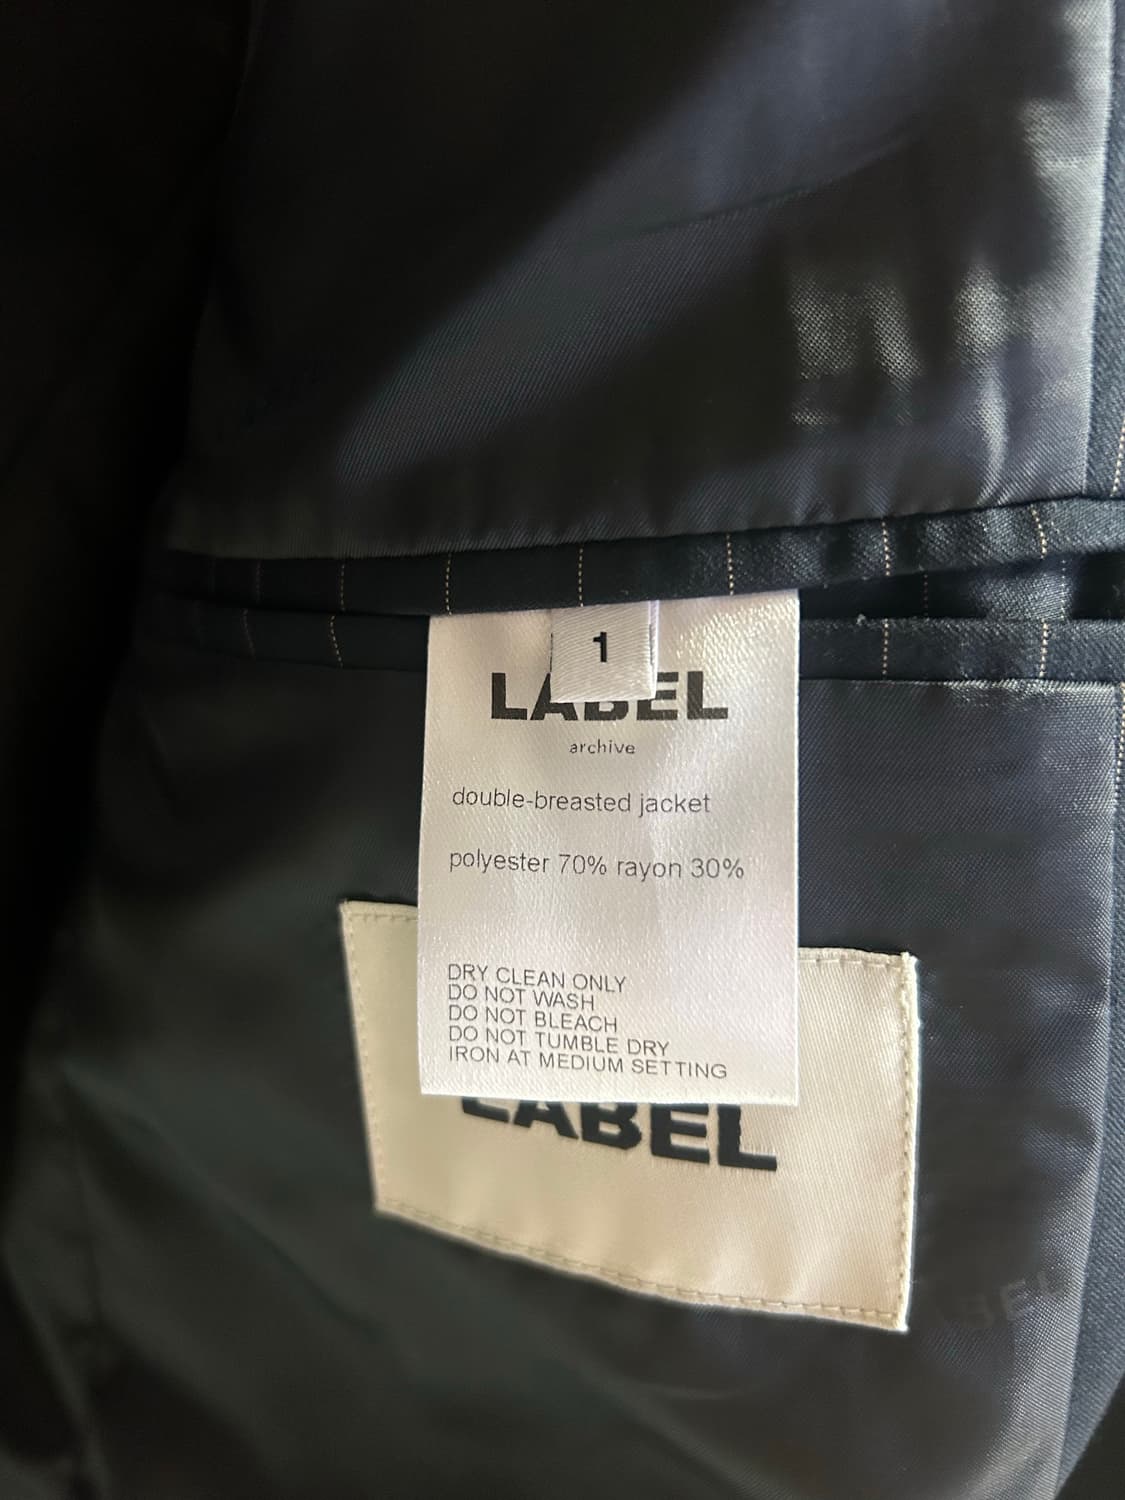 1
LABEL
archive
double-breasted jacket
polyester 70% rayon 30%
DRY CLEAN ONLY
DO NOT WASH
DO NOT BLEACH
DO NOT TUMBLE DRY
IRON AT MEDIUM SETTING
LABEL